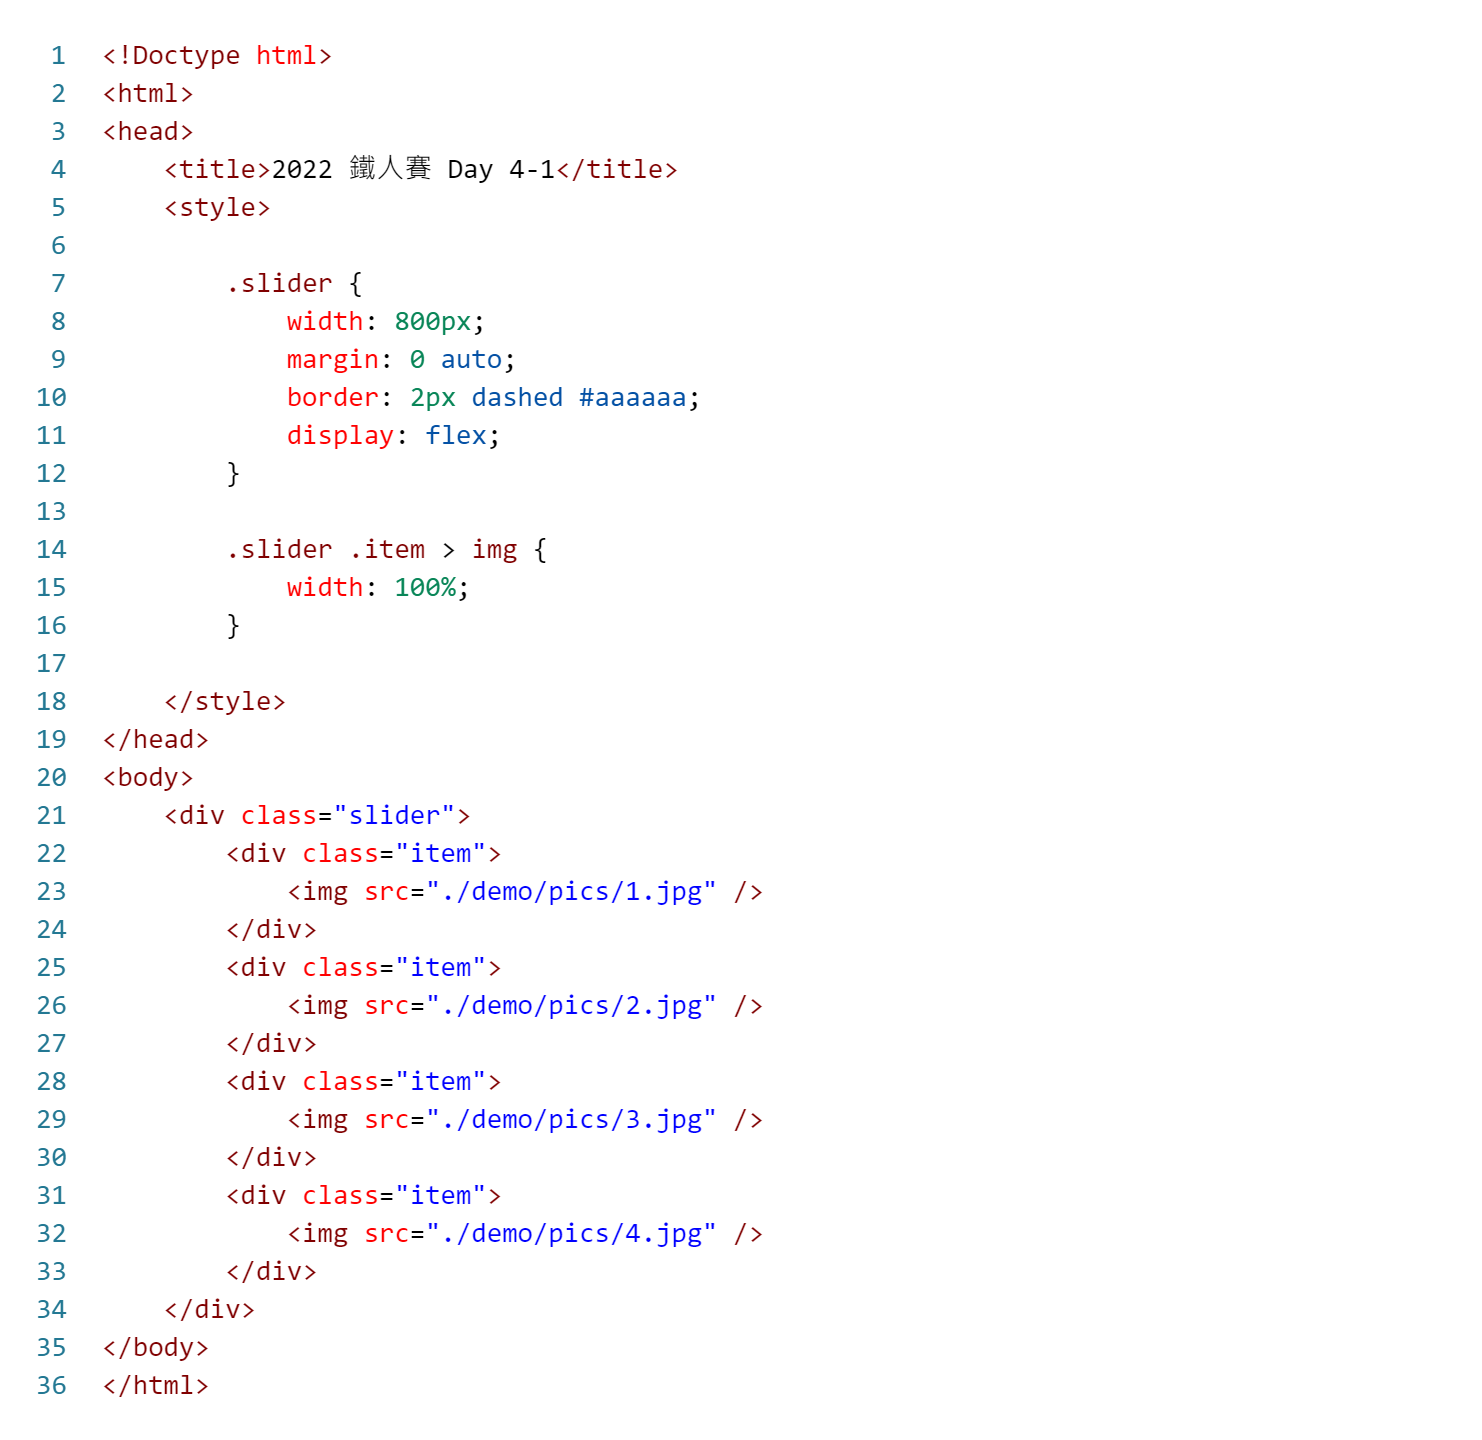 1 <!Doctype html>
2 <html>
3 <head>
4     <title>2022 鐵人賽 Day 4-1</title>
5     <style>
6
7         .slider {
8             width: 800px;
9             margin: 0 auto;
10             border: 2px dashed #aaaaaa;
11             display: flex;
12         }
13
14         .slider .item > img {
15             width: 100%;
16         }
17
18     </style>
19 </head>
20 <body>
21     <div class="slider">
22         <div class="item">
23             <img src="./demo/pics/1.jpg" />
24         </div>
25         <div class="item">
26             <img src="./demo/pics/2.jpg" />
27         </div>
28         <div class="item">
29             <img src="./demo/pics/3.jpg" />
30         </div>
31         <div class="item">
32             <img src="./demo/pics/4.jpg" />
33         </div>
34     </div>
35 </body>
36 </html>